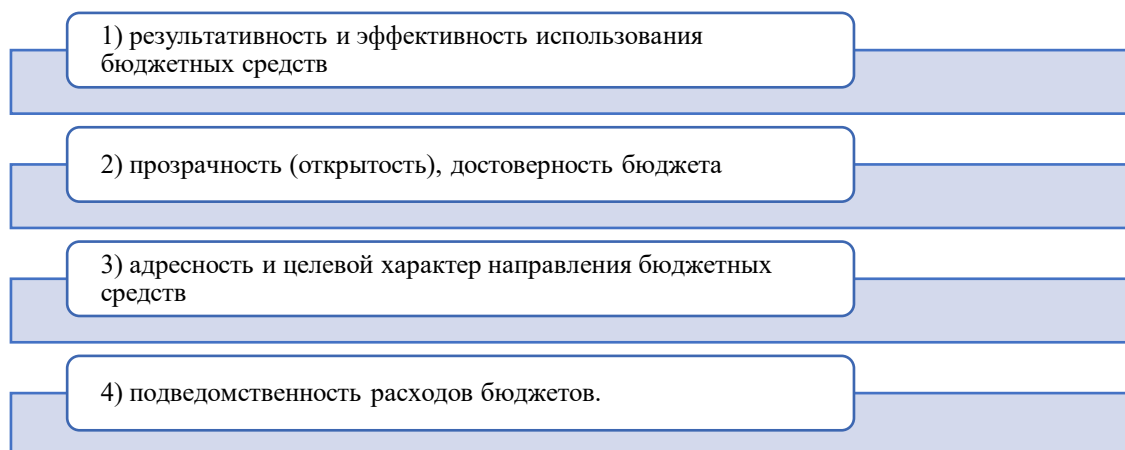 1) результативность и эффективность использования
бюджетных средств
2) прозрачность (открытость), достоверность бюджета
3) адресность и целевой характер направления бюджетных
средств
4) подведомственность расходов бюджетов.